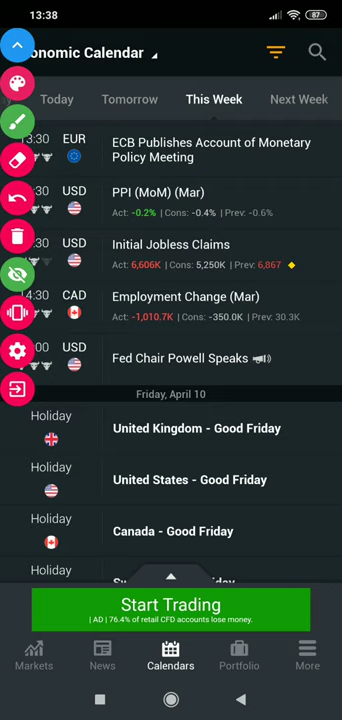 13:38
87
onomic Calendar
Today Tomorrow This Week Next Week
13:30 EUR ECB Publishes Account of Monetary
Policy Meeting
:30 USD PPI (MoM) (Mar)
Act: -0.2% | Cons: -0.4% | Prev: -0.6%
:30 USD Initial Jobless Claims
Act: 6,606K | Cons: 5,250K | Prev: 6,867
14:30 CAD Employment Change (Mar)
Act: -1,010.7K | Cons: -350.0K | Prev: 30.3K
:00 USD Fed Chair Powell Speaks
Friday, April 10
Holiday United Kingdom - Good Friday
Holiday United States - Good Friday
Holiday Canada - Good Friday
Holiday
Start Trading
| AD | 76.4% of retail CFD accounts lose money.
Markets News Calendars Portfolio More